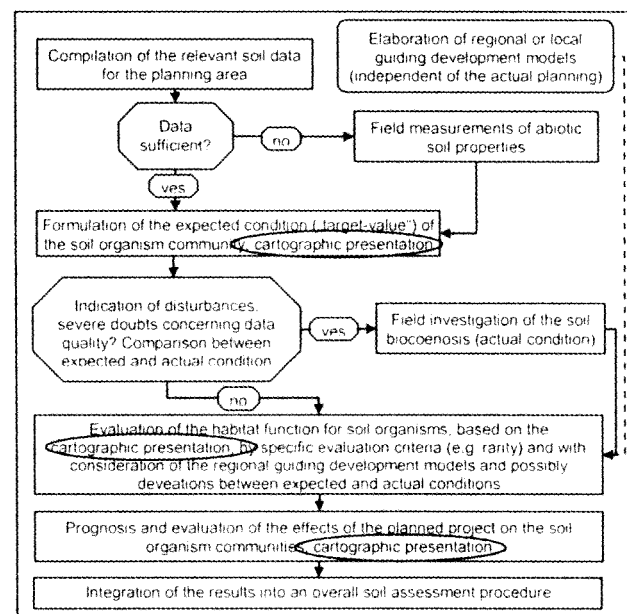 Compilation of the relevant soil data
for the planning area
Elaboration of regional or local
guiding development models
(independent of the actual planning)
Data
sufficient?
no
Field measurements of abiotic
soil properties
yes
Formulation of the expected condition („target-value“) of
the soil organism community, cartographic presentation
Indication of disturbances,
severe doubts concerning data
quality? Comparison between
expected and actual condition
yes
Field investigation of the soil
biocoenosis (actual condition)
no
Evaluation of the habitat function for soil organisms, based on the
cartographic presentation, by specific evaluation criteria (e.g. rarity) and with
consideration of the regional guiding development models and possibly
deveations between expected and actual conditions
Prognosis and evaluation of the effects of the planned project on the soil
organism communities, cartographic presentation
Integration of the results into an overall soil assessment procedure